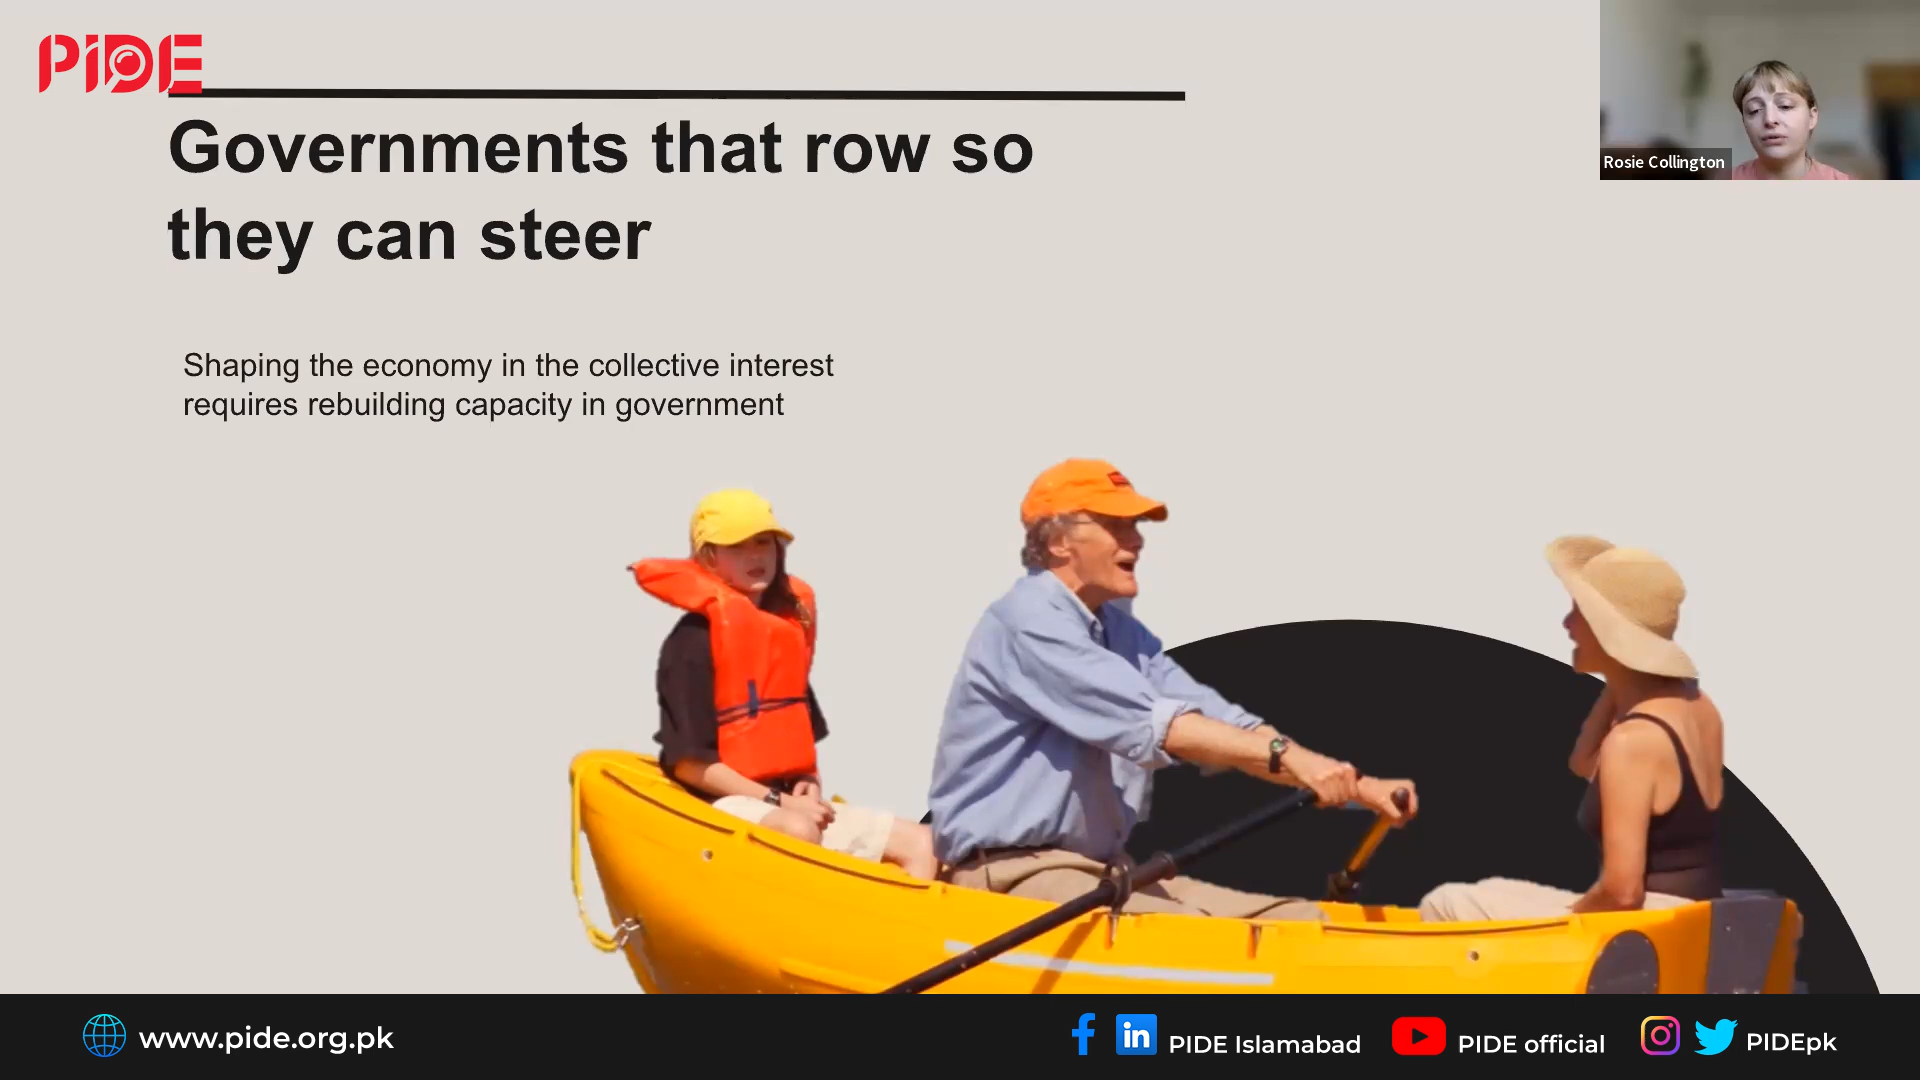 PiDE
Governments that row so
they can steer
Rosie Collington
Shaping the economy in the collective interest
requires rebuilding capacity in government
www.pide.org.pk
in PIDE Islamabad
PIDE official
PIDEpk